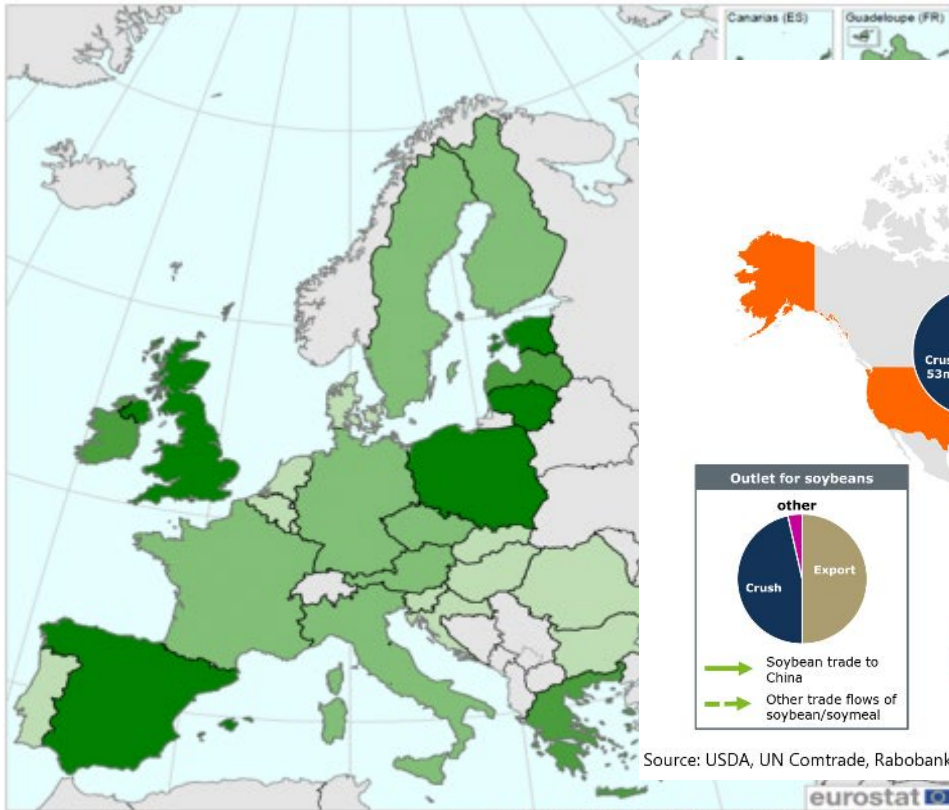 Canarias (ES)
Guadeloupe (FR)
Outlet for soybeans
other
Crush
Export
Soybean trade to
China
Other trade flows of
soybean/soymeal
Source: USDA, UN Comtrade, Rabobank
eurostat